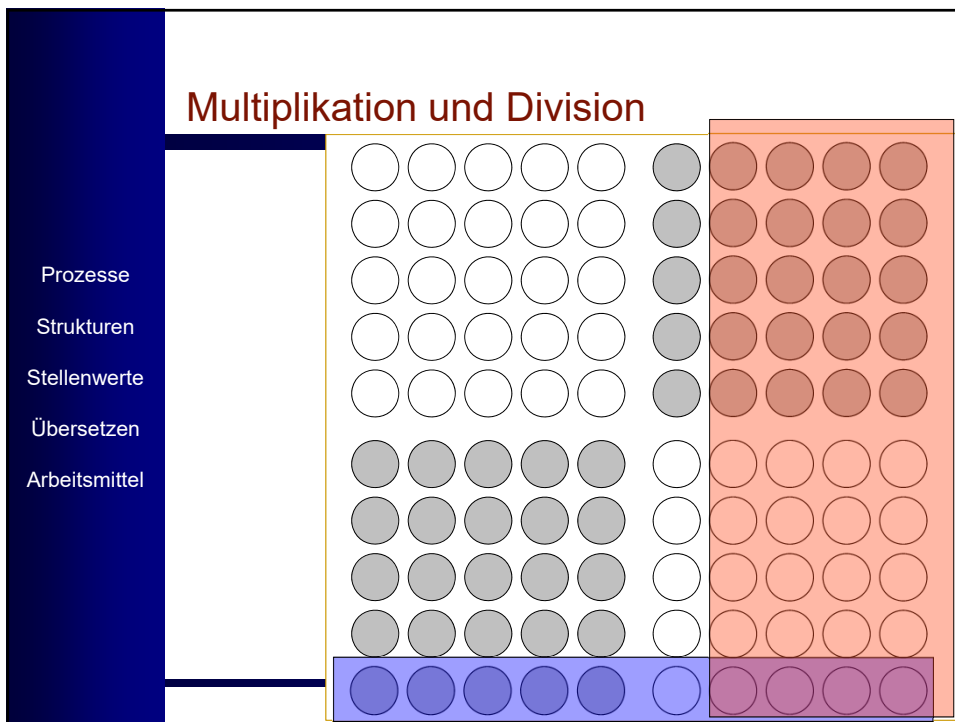 Multiplikation und Division
Prozesse
Strukturen
Stellenwerte
Übersetzen
Arbeitsmittel